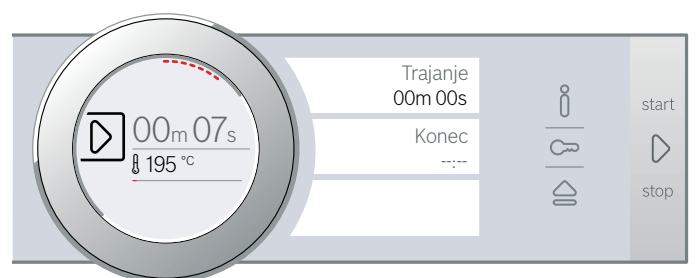 00m 07s
195 °C
Trajanje
00m 00s
Konec
--:--
start
stop